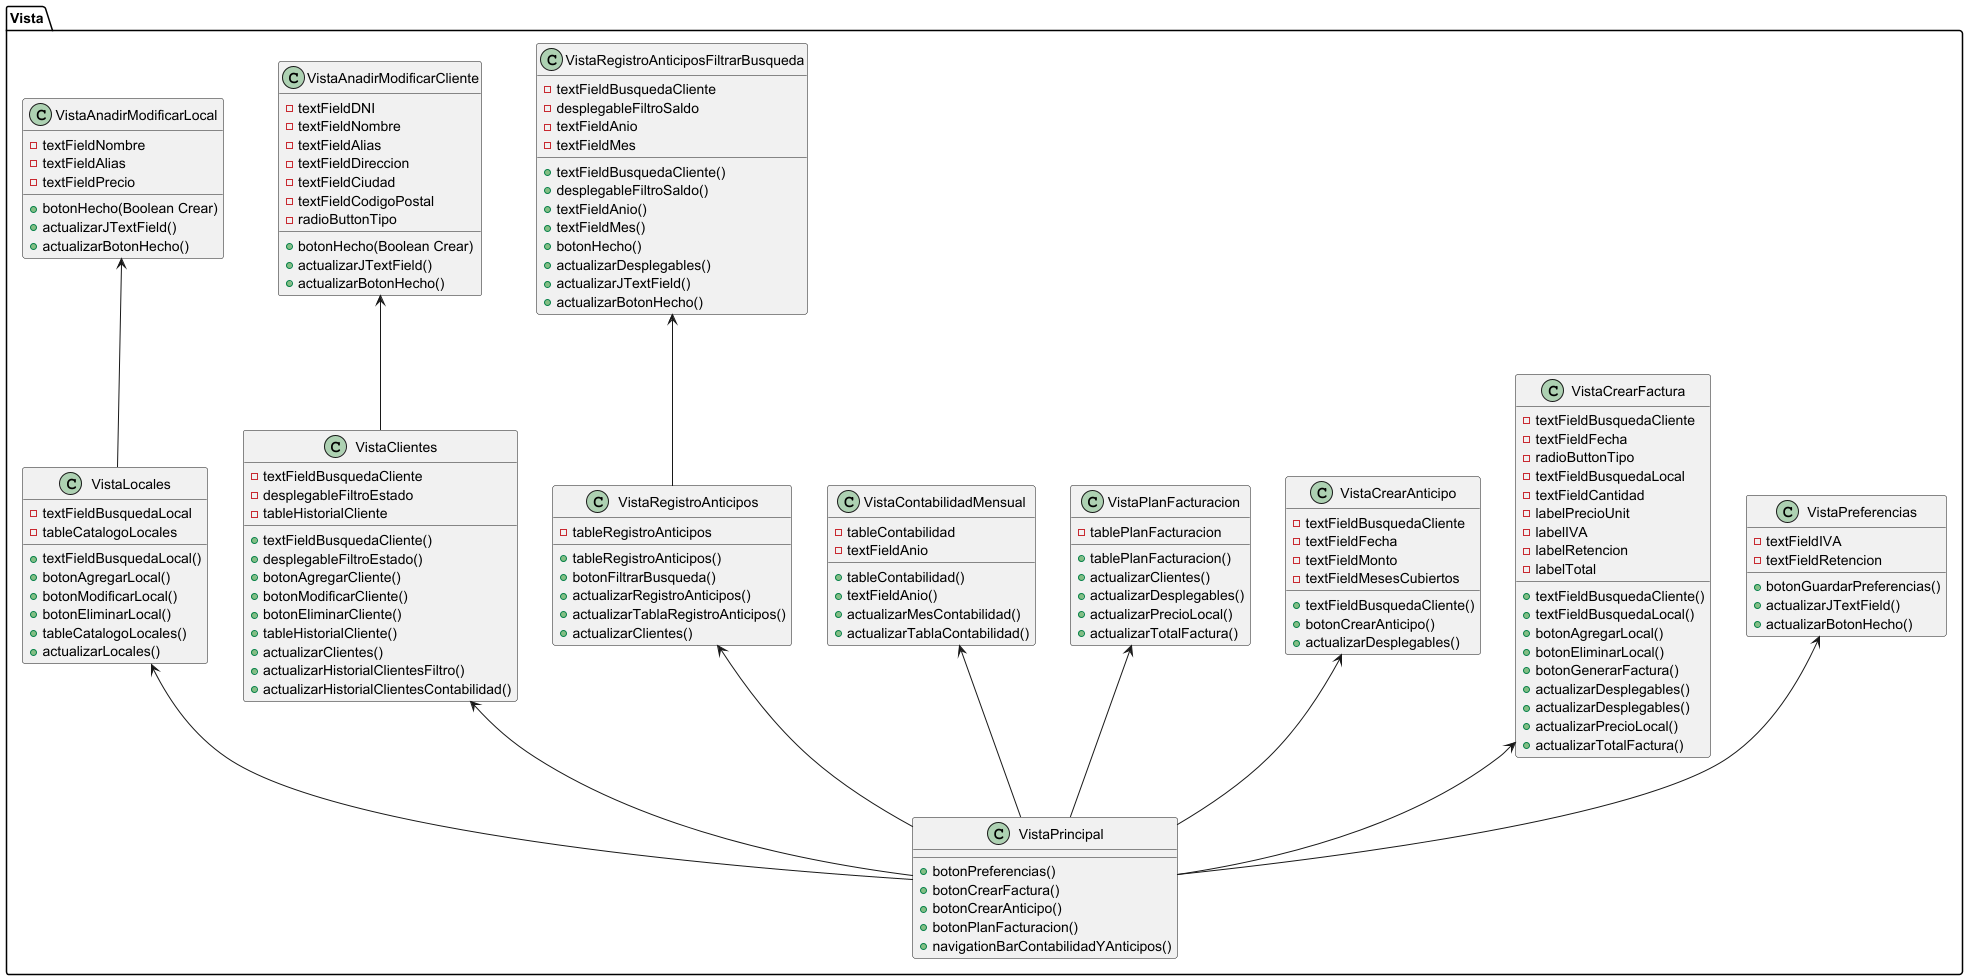 Vista
VistaAnadirModificarLocal
textFieldNombre
textFieldAlias
textFieldPrecio
botonHecho(Boolean Crear)
actualizarJTextField()
actualizarBotonHecho()
VistaAnadirModificarCliente
textFieldDNI
textFieldNombre
textFieldAlias
textFieldDireccion
textFieldCiudad
textFieldCodigoPostal
radioButtonTipo
botonHecho(Boolean Crear)
actualizarJTextField()
actualizarBotonHecho()
VistaRegistroAnticiposFiltrarBusqueda
textFieldBusquedaCliente
desplegableFiltroSaldo
textFieldAnio
textFieldMes
textFieldBusquedaCliente()
desplegableFiltroSaldo()
textFieldAnio()
textFieldMes()
botonHecho()
actualizarDesplegables()
actualizarJTextField()
actualizarBotonHecho()
VistaLocales
textFieldBusquedaLocal
tableCatalogoLocales
textFieldBusquedaLocal()
botonAgregarLocal()
botonModificarLocal()
botonEliminarLocal()
tableCatalogoLocales()
actualizarLocales()
VistaClientes
textFieldBusquedaCliente
desplegableFiltroEstado
tableHistorialCliente
textFieldBusquedaCliente()
desplegableFiltroEstado()
botonAgregarCliente()
botonModificarCliente()
botonEliminarCliente()
tableHistorialCliente()
actualizarClientes()
actualizarHistorialClientesFiltro()
actualizarHistorialClientesContabilidad()
VistaRegistroAnticipos
tableRegistroAnticipos
tableRegistroAnticipos()
botonFiltrarBusqueda()
actualizarRegistroAnticipos()
actualizarTablaRegistroAnticipos()
actualizarClientes()
VistaContabilidadMensual
tableContabilidad
textFieldAnio
tableContabilidad()
textFieldAnio()
actualizarMesContabilidad()
actualizarTablaContabilidad()
VistaPlanFacturacion
tablePlanFacturacion
tablePlanFacturacion()
actualizarClientes()
actualizarDesplegables()
actualizarPrecioLocal()
actualizarTotalFactura()
VistaCrearAnticipo
textFieldBusquedaCliente
textFieldFecha
textFieldMonto
textFieldMesesCubiertos
textFieldBusquedaCliente()
botonCrearAnticipo()
actualizarDesplegables()
VistaCrearFactura
textFieldBusquedaCliente
textFieldFecha
radioButtonTipo
textFieldBusquedaLocal
textFieldCantidad
labelPrecioUnit
labelIVA
labelRetencion
labelTotal
textFieldBusquedaCliente()
textFieldBusquedaLocal()
botonAgregarLocal()
botonEliminarLocal()
botonGenerarFactura()
actualizarDesplegables()
actualizarDesplegables()
actualizarPrecioLocal()
actualizarTotalFactura()
VistaPreferencias
textFieldIVA
textFieldRetencion
botonGuardarPreferencias()
actualizarJTextField()
actualizarBotonHecho()
VistaPrincipal
botonPreferencias()
botonCrearFactura()
botonCrearAnticipo()
botonPlanFacturacion()
navigationBarContabilidadYAnticipos()